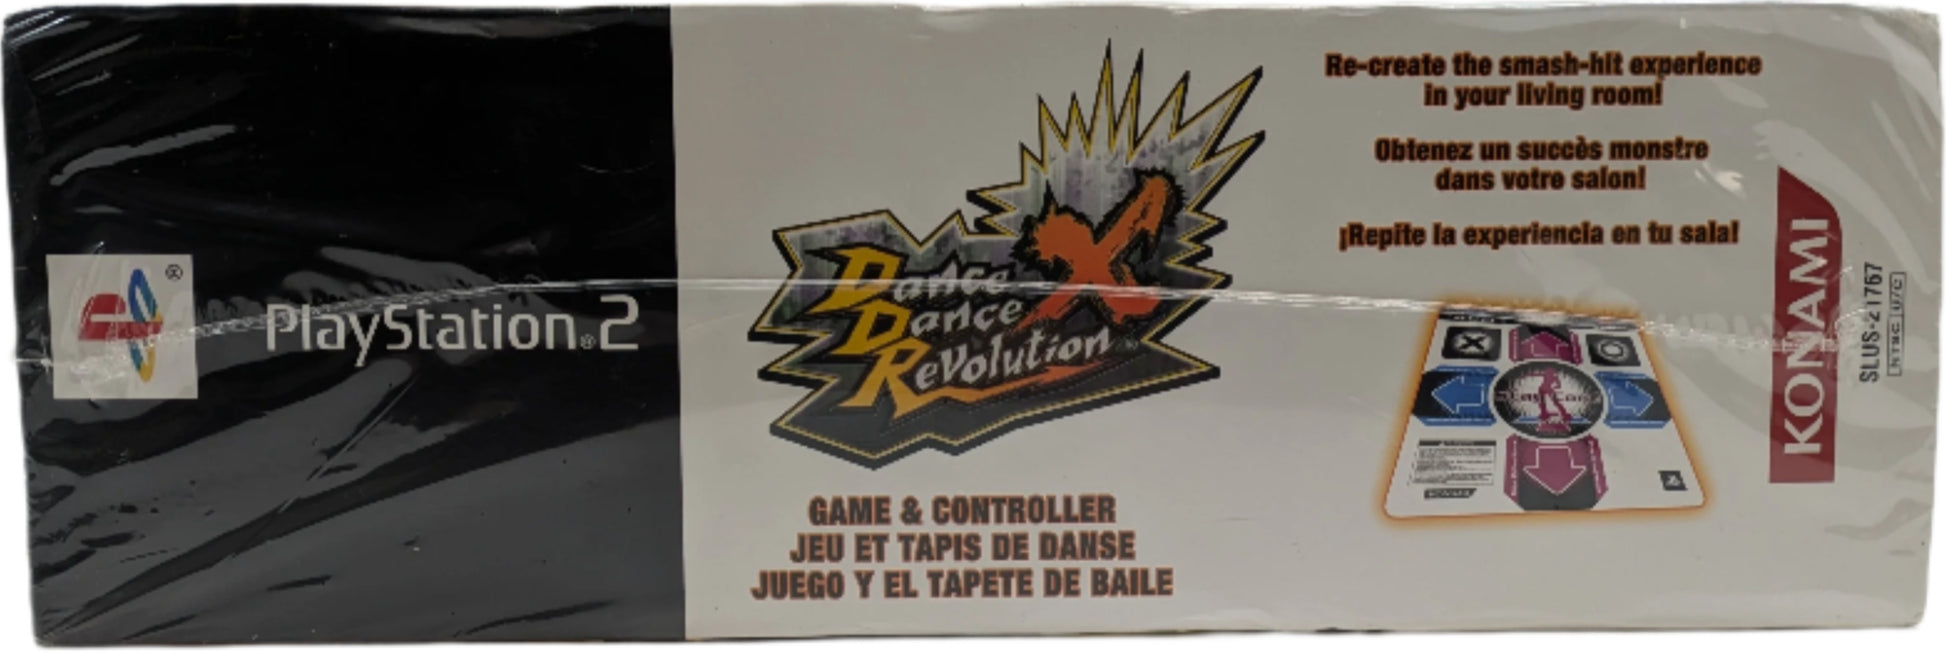 PlayStation®2
®
Dance
Dance X
Revolution
GAME & CONTROLLER
JEU ET TAPIS DE DANSE
JUEGO Y EL TAPETE DE BAILE
Re-create the smash-hit experience
in your living room!
Obtenez un succès monstre
dans votre salon!
¡Repite la experiencia en tu sala!
KONAMI
SLUS-21767
NTSC U/C